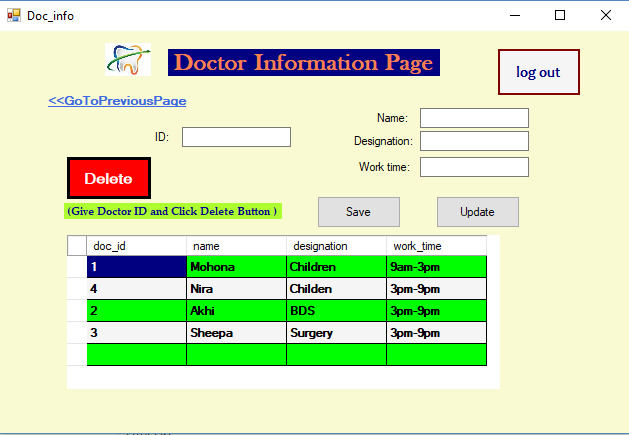 Doc_info
Doctor Information Page
log out
<<GoToPreviousPage
Name:
ID:
Designation:
Work time:
Delete
(Give Doctor ID and Click Delete Button )
Save
Update
doc_id name designation work_time
1 Mohona Children 9am-3pm
4 Nira Childen 3pm-9pm
2 Akhi BDS 3pm-9pm
3 Sheepa Surgery 3pm-9pm